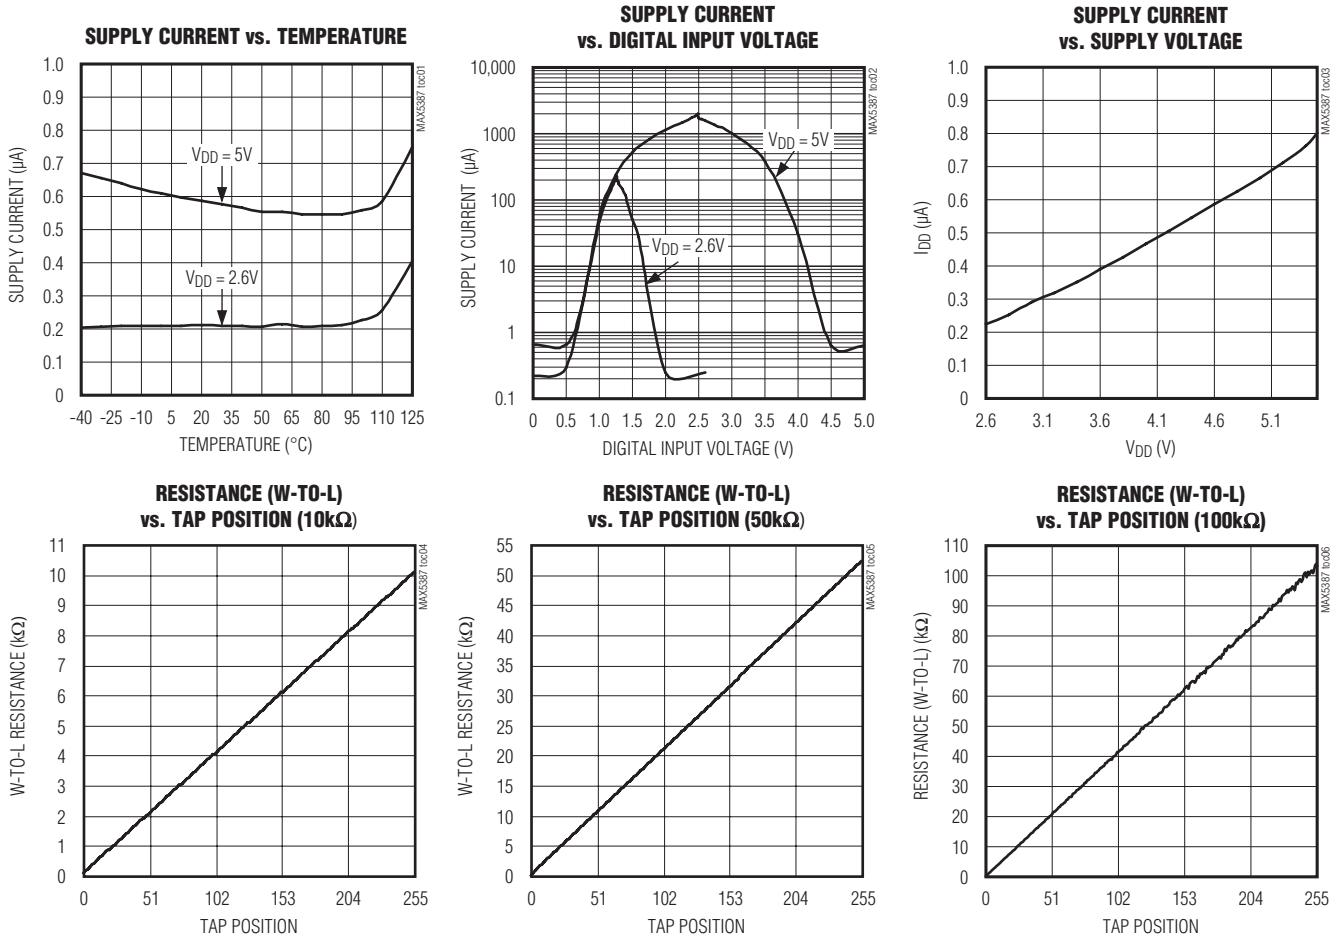 SUPPLY CURRENT vs. TEMPERATURE
MAX5387 toc01
SUPPLY CURRENT (µA)
1.0
0.9
0.8
0.7
0.6
0.5
0.4
0.3
0.2
0.1
0
VDD = 5V
VDD = 2.6V
-40 -25 -10 5 20 35 50 65 80 95 110 125
TEMPERATURE (°C)
SUPPLY CURRENT
vs. DIGITAL INPUT VOLTAGE
MAX5387 toc02
SUPPLY CURRENT (µA)
10,000
1000
100
10
1
0.1
VDD = 5V
VDD = 2.6V
0 0.5 1.0 1.5 2.0 2.5 3.0 3.5 4.0 4.5 5.0
DIGITAL INPUT VOLTAGE (V)
SUPPLY CURRENT
vs. SUPPLY VOLTAGE
MAX5387 toc03
IDD (µA)
1.0
0.9
0.8
0.7
0.6
0.5
0.4
0.3
0.2
0.1
0
2.6 3.1 3.6 4.1 4.6 5.1
VDD (V)
RESISTANCE (W-TO-L)
vs. TAP POSITION (10kΩ)
MAX5387 toc04
W-TO-L RESISTANCE (kΩ)
11
10
9
8
7
6
5
4
3
2
1
0
0 51 102 153 204 255
TAP POSITION
RESISTANCE (W-TO-L)
vs. TAP POSITION (50kΩ)
MAX5387 toc05
W-TO-L RESISTANCE (kΩ)
55
50
45
40
35
30
25
20
15
10
5
0
0 51 102 153 204 255
TAP POSITION
RESISTANCE (W-TO-L)
vs. TAP POSITION (100kΩ)
MAX5387 toc06
RESISTANCE (W-TO-L) (kΩ)
110
100
90
80
70
60
50
40
30
20
10
0
0 51 102 153 204 255
TAP POSITION